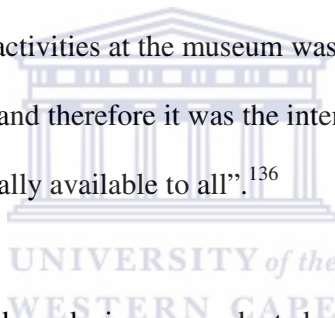 activities at the museum was
and therefore it was the inter
ally available to all”.136
UNIVERSITY of the
WESTERN CAPE